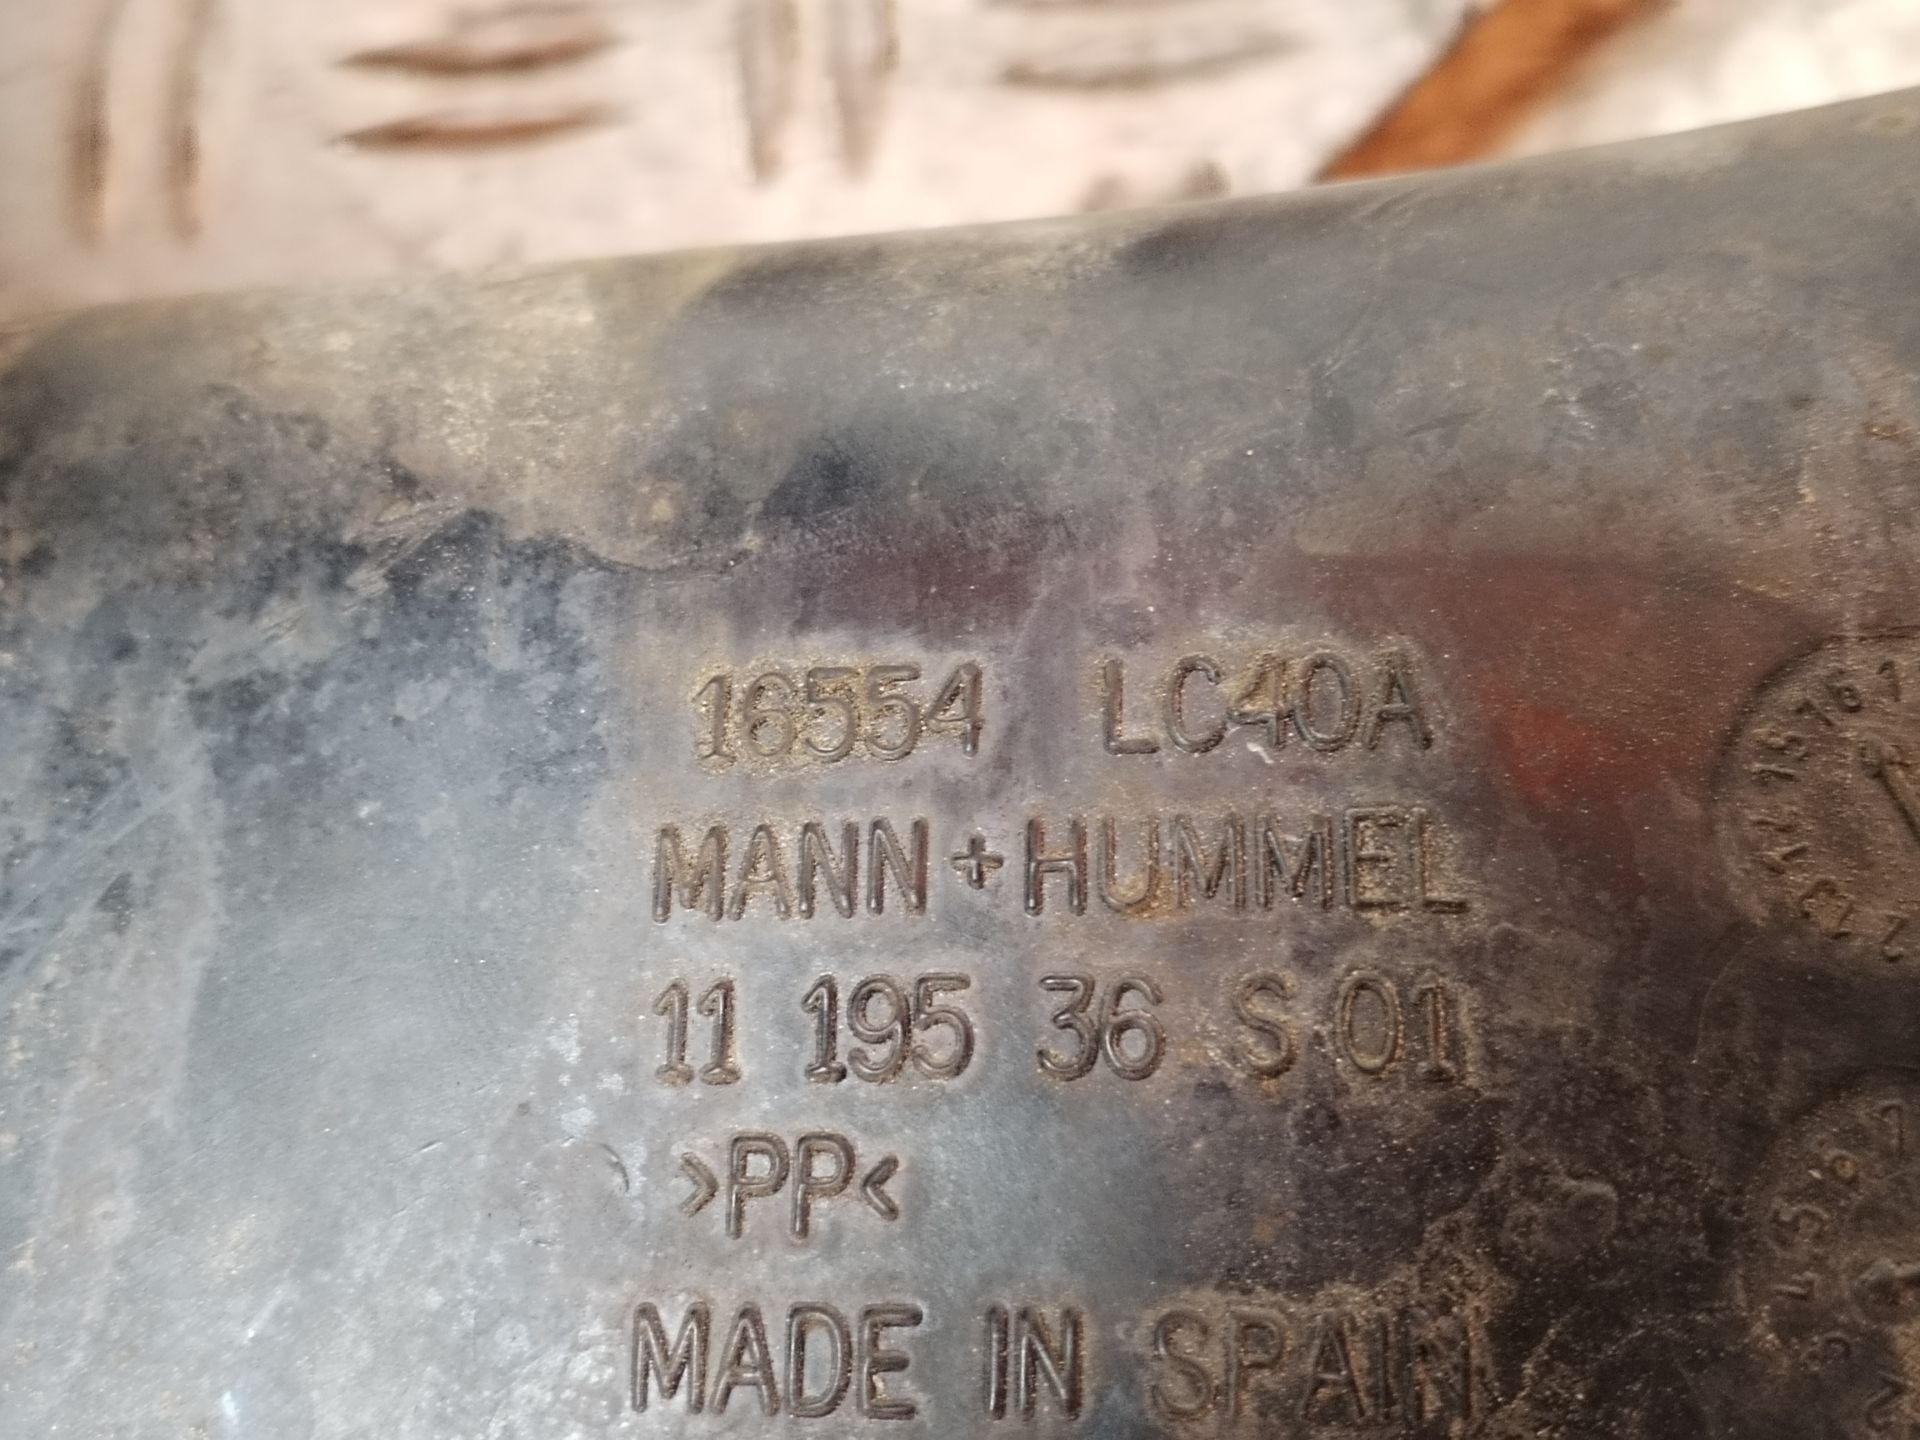 16554 LC40A
MANN+HUMMEL
11 195 36 S 01
>PP<
MADE IN SPAIN